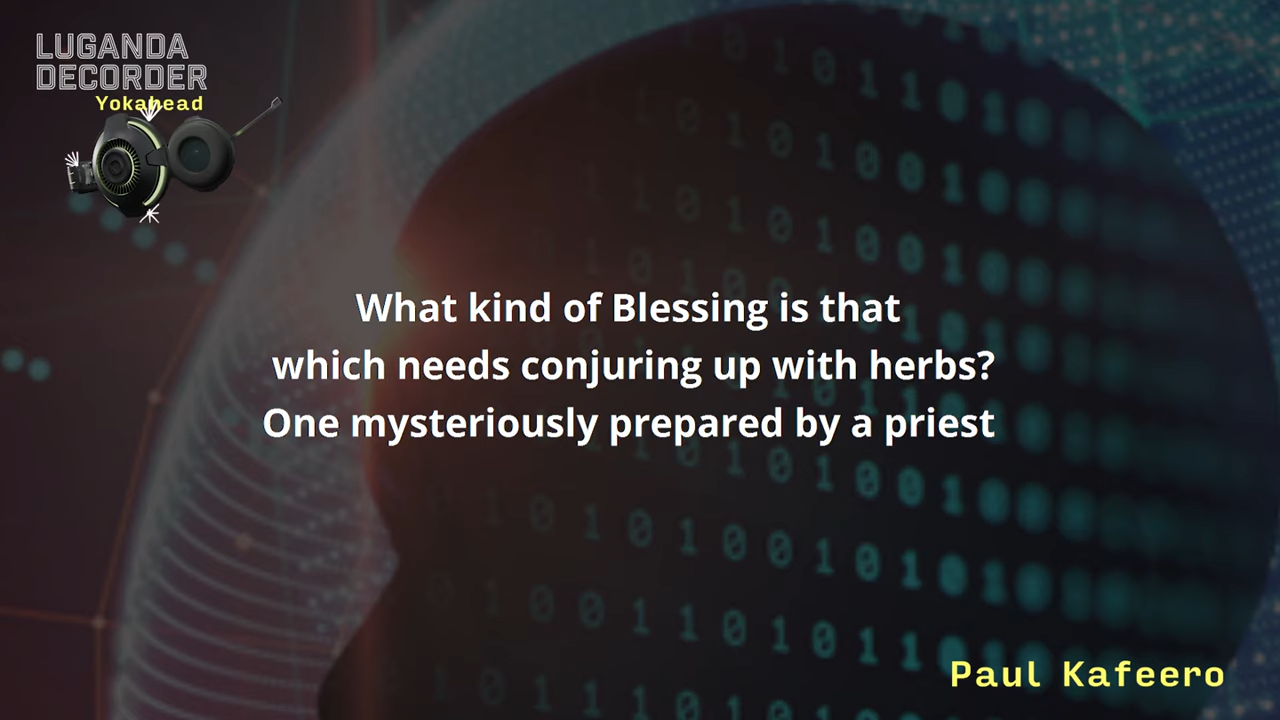 LUGANDA
DECORDER
Yokahead
What kind of Blessing is that
which needs conjuring up with herbs?
One mysteriously prepared by a priest
Paul Kafeero